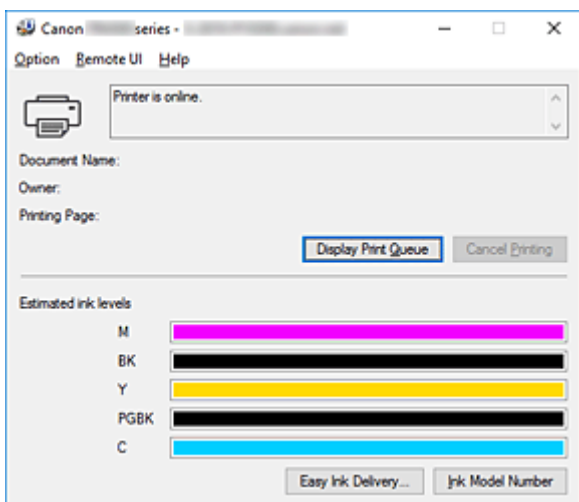 Canon series -
Option Remote UI Help
Printer is online.
Document Name:
Owner:
Printing Page:
Display Print Queue Cancel Printing
Estimated ink levels
M
BK
Y
PGBK
C
Easy Ink Delivery... Ink Model Number